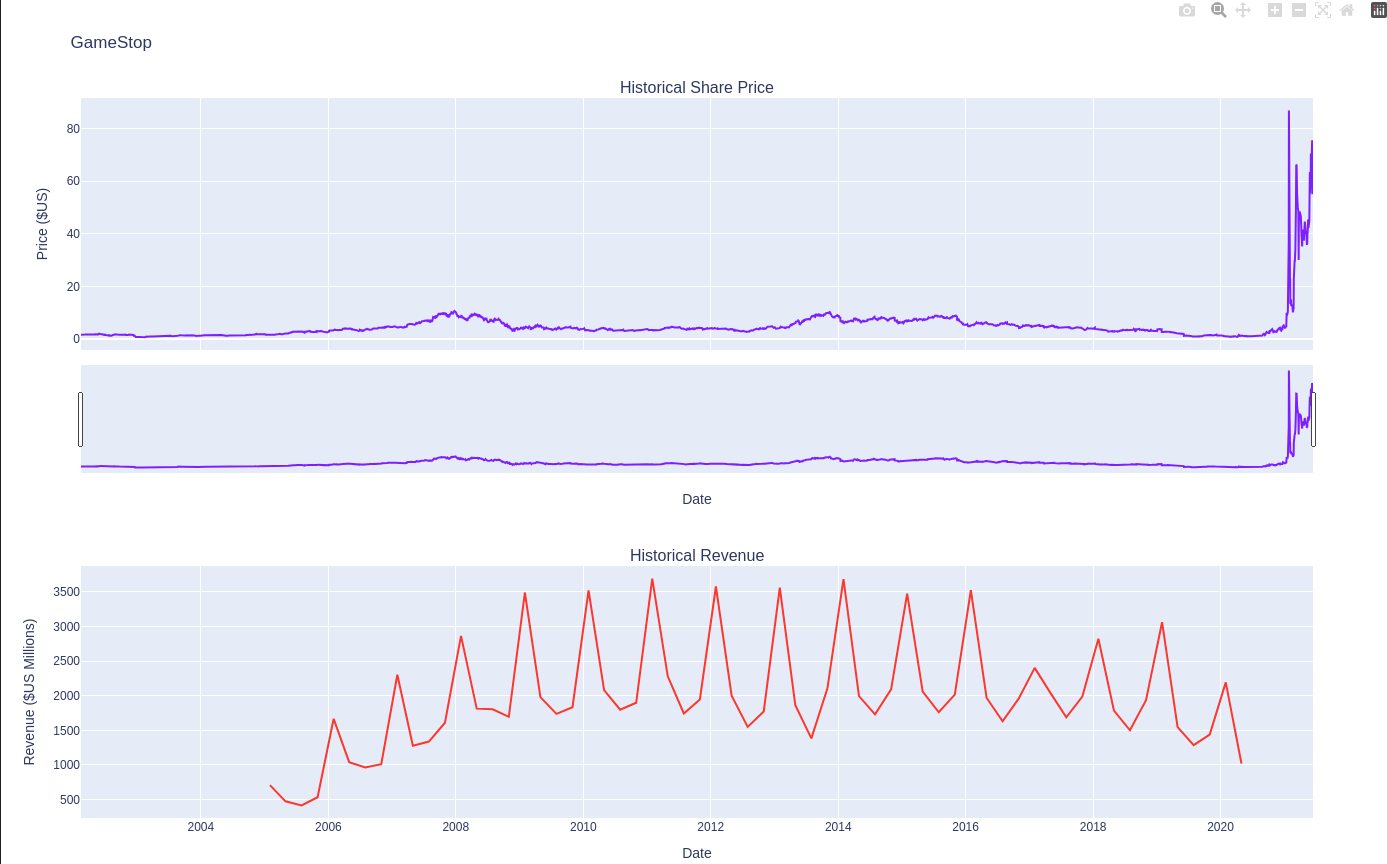 GameStop
Historical Share Price
Price ($US)
80
60
40
20
0
Date
Historical Revenue
Revenue ($US Millions)
3500
3000
2500
2000
1500
1000
500
2004 2006 2008 2010 2012 2014 2016 2018 2020
Date